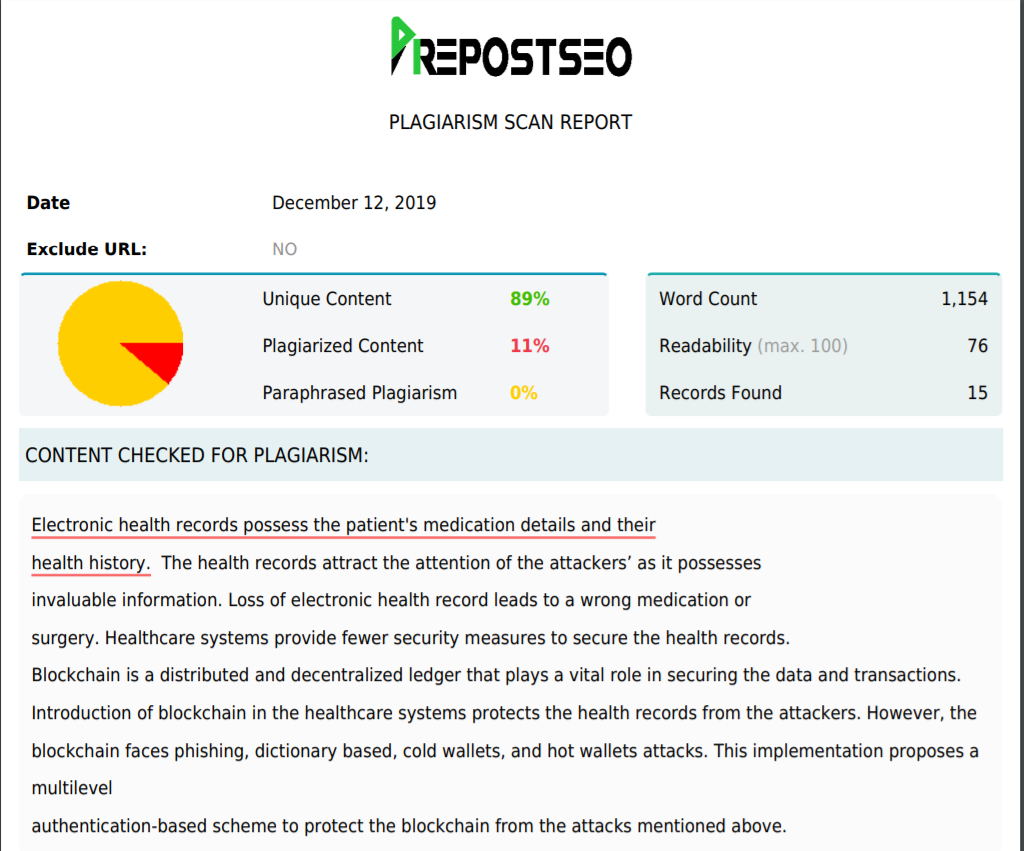 PREPOSTSEO
PLAGIARISM SCAN REPORT
Date December 12, 2019
Exclude URL: NO
Unique Content 89%
Plagiarized Content 11%
Paraphrased Plagiarism 0%
Word Count 1,154
Readability (max. 100) 76
Records Found 15
CONTENT CHECKED FOR PLAGIARISM:
Electronic health records possess the patient's medication details and their
health history. The health records attract the attention of the attackers’ as it possesses
invaluable information. Loss of electronic health record leads to a wrong medication or
surgery. Healthcare systems provide fewer security measures to secure the health records.
Blockchain is a distributed and decentralized ledger that plays a vital role in securing the data and transactions.
Introduction of blockchain in the healthcare systems protects the health records from the attackers. However, the
blockchain faces phishing, dictionary based, cold wallets, and hot wallets attacks. This implementation proposes a
multilevel
authentication-based scheme to protect the blockchain from the attacks mentioned above.